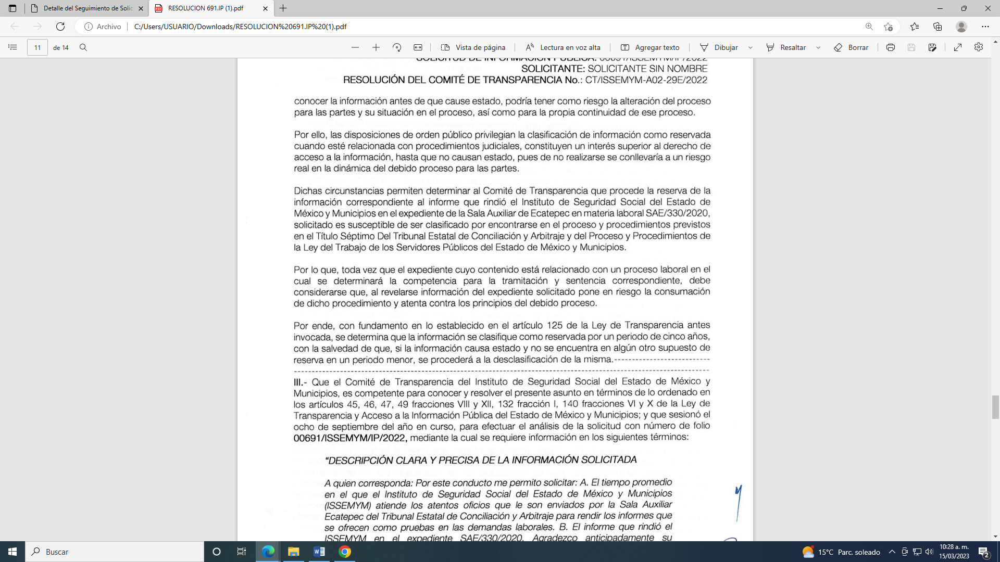 Detalle del Seguimiento de Solic
RESOLUCION 691.IP (1).pdf
Archivo
C:/Users/USUARIO/Downloads/RESOLUCION%20691.IP%20(1).pdf
11 de 14
Vista de página
Lectura en voz alta
Agregar texto
Dibujar
Resaltar
Borrar
SOLICITUD DE INFORMACIÓN PÚBLICA: 00691/ISSEMYM/IP/2022
SOLICITANTE: SOLICITANTE SIN NOMBRE
RESOLUCIÓN DEL COMITÉ DE TRANSPARENCIA No.: CT/ISSEMYM-A02-29E/2022
conocer la información antes de que cause estado, podría tener como riesgo la alteración del proceso
para las partes y su situación en el proceso, así como para la propia continuidad de ese proceso.
Por ello, las disposiciones de orden público privilegian la clasificación de información como reservada
cuando esté relacionada con procedimientos judiciales, constituyen un interés superior al derecho de
acceso a la información, hasta que no causan estado, pues de no realizarse se conllevaría a un riesgo
real en la dinámica del debido proceso para las partes.
Dichas circunstancias permiten determinar al Comité de Transparencia que procede la reserva de la
información correspondiente al informe que rindió el Instituto de Seguridad Social del Estado de
México y Municipios en el expediente de la Sala Auxiliar de Ecatepec en materia laboral SAE/330/2020,
solicitado es susceptible de ser clasificado por encontrarse en el proceso y procedimientos previstos
en el Título Séptimo Del Tribunal Estatal de Conciliación y Arbitraje y del Proceso y Procedimientos de
la Ley del Trabajo de los Servidores Públicos del Estado de México y Municipios.
Por lo que, toda vez que el expediente cuyo contenido está relacionado con un proceso laboral en el
cual se determinará la competencia para la tramitación y sentencia correspondiente, debe
considerarse que, al revelarse información del expediente solicitado pone en riesgo la consumación
de dicho procedimiento y atenta contra los principios del debido proceso.
Por ende, con fundamento en lo establecido en el artículo 125 de la Ley de Transparencia antes
invocada, se determina que la información se clasifique como reservada por un periodo de cinco años,
con la salvedad de que, si la información causa estado y no se encuentra en algún otro supuesto de
reserva en un periodo menor, se procederá a la desclasificación de la misma.--------------------------
------------------------------------------------------------------------------------------------------------------
III.- Que el Comité de Transparencia del Instituto de Seguridad Social del Estado de México y
Municipios, es competente para conocer y resolver el presente asunto en términos de lo ordenado en
los artículos 45, 46, 47, 49 fracciones VIII y XII, 132 fracción I, 140 fracciones VI y X de la Ley de
Transparencia y Acceso a la Información Pública del Estado de México y Municipios; y que sesionó el
ocho de septiembre del año en curso, para efectuar el análisis de la solicitud con número de folio
00691/ISSEMYM/IP/2022, mediante la cual se requiere información en los siguientes términos:
“DESCRIPCIÓN CLARA Y PRECISA DE LA INFORMACIÓN SOLICITADA
A quien corresponda: Por este conducto me permito solicitar: A. El tiempo promedio
en el que el Instituto de Seguridad Social del Estado de México y Municipios
(ISSEMYM) atiende los atentos oficios que le son enviados por la Sala Auxiliar
Ecatepec del Tribunal Estatal de Conciliación y Arbitraje para rendir los informes que
se ofrecen como pruebas en las demandas laborales. B. El informe que rindió el
ISSEMYM en el expediente SAE/330/2020. Agradezco anticipadamente su
Buscar
15°C Parc. soleado
10:28 a. m.
15/03/2023
2